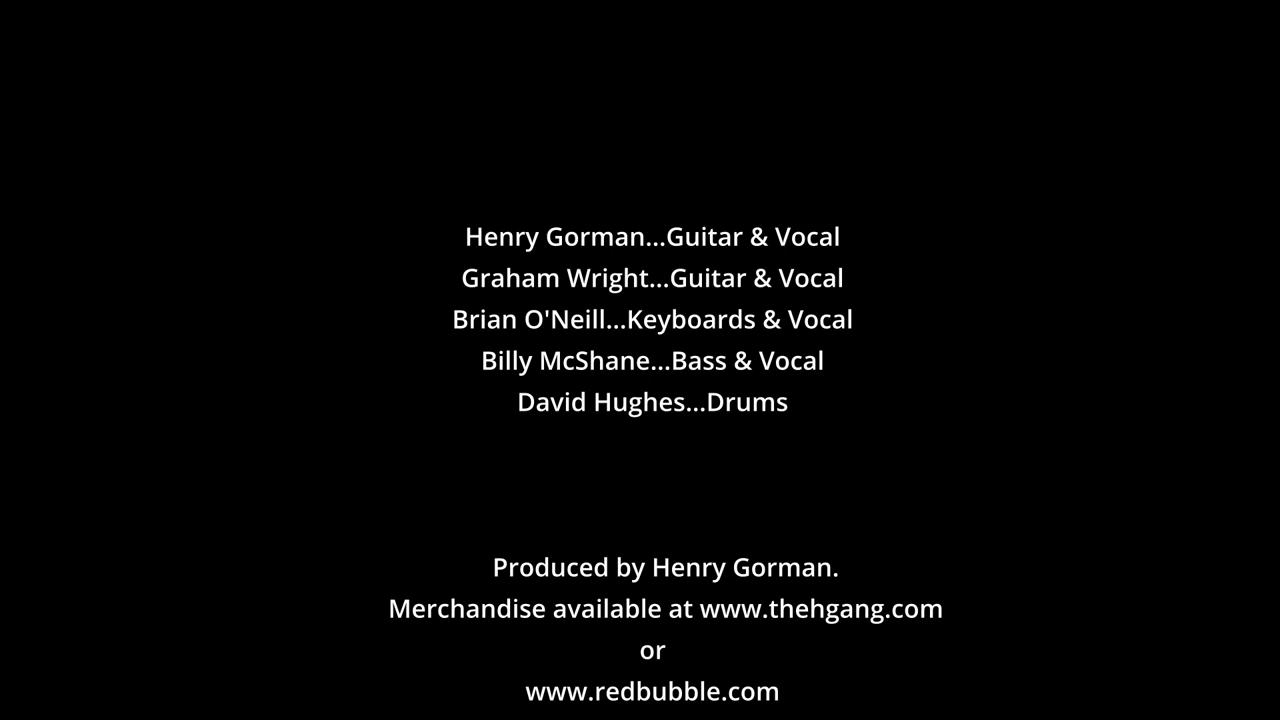 Henry Gorman...Guitar & Vocal
Graham Wright...Guitar & Vocal
Brian O'Neill...Keyboards & Vocal
Billy McShane...Bass & Vocal
David Hughes...Drums
Produced by Henry Gorman.
Merchandise available at www.thehgang.com
or
www.redbubble.com